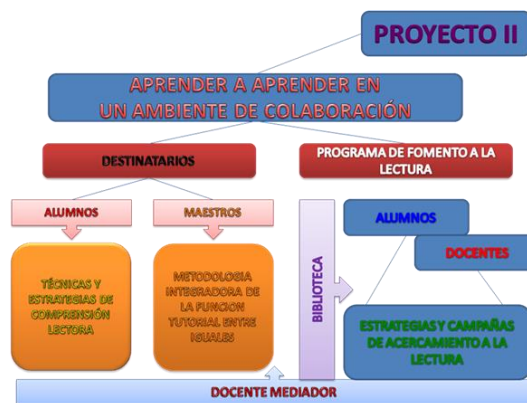 PROYECTO II
APRENDER A APRENDER EN
UN AMBIENTE DE COLABORACIÓN
DESTINATARIOS
PROGRAMA DE FOMENTO A LA
LECTURA
ALUMNOS
MAESTROS
TÉCNICAS Y
ESTRATEGIAS DE
COMPRENSIÓN
LECTORA
METODOLOGIA
INTEGRADORA DE
LA FUNCION
TUTORIAL ENTRE
IGUALES
BIBLIOTECA
ALUMNOS
DOCENTES
ESTRATEGIAS Y CAMPAÑAS
DE ACERCAMIENTO A LA
LECTURA
DOCENTE MEDIADOR